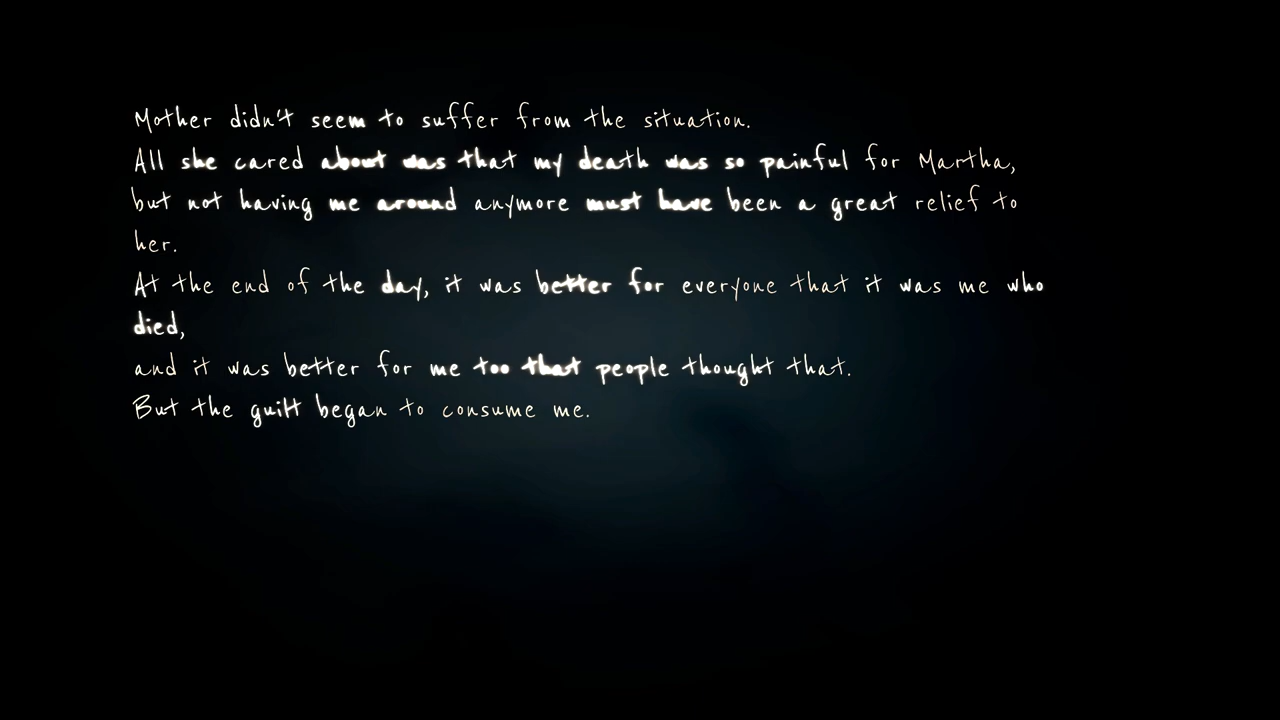 Mother didn't seem to suffer from the situation.
All she cared about was that my death was so painful for Martha,
but not having me around anymore must have been a great relief to
her.
At the end of the day, it was better for everyone that it was me who
died,
and it was better for me too that people thought that.
But the guilt began to consume me.